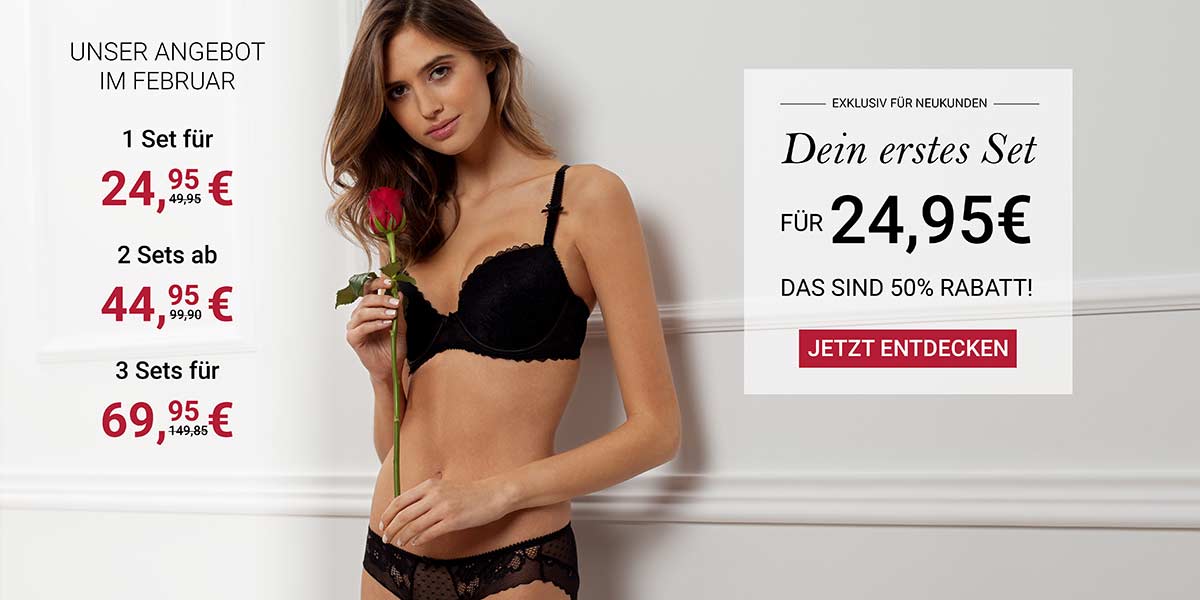 UNSER ANGEBOT
IM FEBRUAR
1 Set für
24,95 €
49,95
2 Sets ab
44,95 €
99,90
3 Sets für
69,95 €
149,85
EXKLUSIV FÜR NEUKUNDEN
Dein erstes Set
FÜR 24,95€
DAS SIND 50% RABATT!
JETZT ENTDECKEN